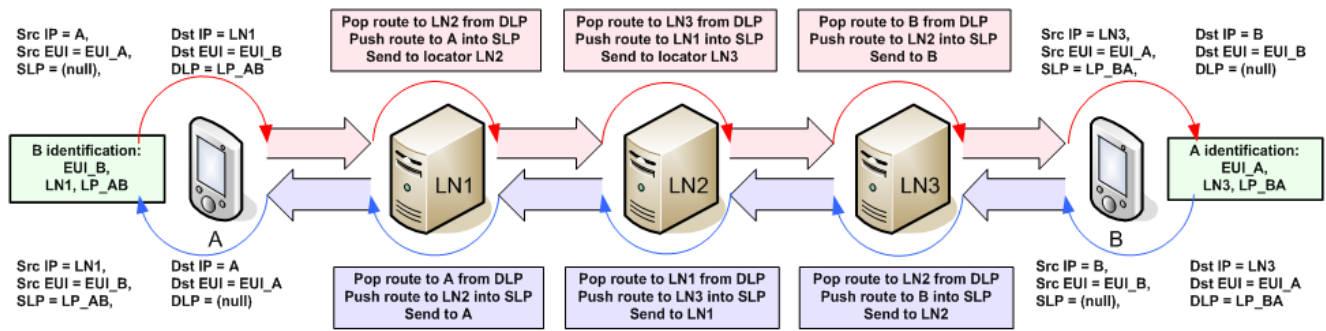 Src IP = A,
Src EUI = EUI_A,
SLP = (null),
Dst IP = LN1
Dst EUI = EUI_B
DLP = LP_AB
Pop route to LN2 from DLP
Push route to A into SLP
Send to locator LN2
Pop route to LN3 from DLP
Push route to LN1 into SLP
Send to locator LN3
Pop route to B from DLP
Push route to LN2 into SLP
Send to B
Src IP = LN3,
Src EUI = EUI_A,
SLP = LP_BA,
Dst IP = B
Dst EUI = EUI_B
DLP = (null)
B identification:
EUI_B,
LN1, LP_AB
A
LN1
LN2
LN3
B
A identification:
EUI_A,
LN3, LP_BA
Src IP = LN1,
Src EUI = EUI_B,
SLP = LP_AB,
Dst IP = A
Dst EUI = EUI_A
DLP = (null)
Pop route to A from DLP
Push route to LN2 into SLP
Send to A
Pop route to LN1 from DLP
Push route to LN3 into SLP
Send to LN1
Pop route to LN2 from DLP
Push route to B into SLP
Send to LN2
Src IP = B,
Src EUI = EUI_B,
SLP = (null),
Dst IP = LN3
Dst EUI = EUI_A
DLP = LP_BA